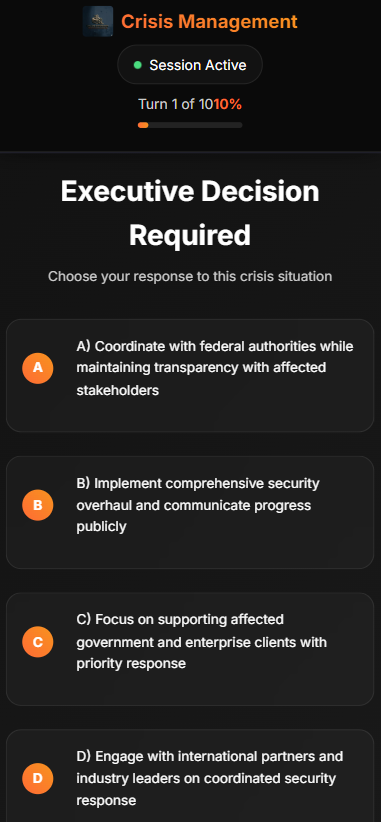 Crisis Management
Session Active
Turn 1 of 1010%
Executive Decision
Required
Choose your response to this crisis situation
A
A) Coordinate with federal authorities while
maintaining transparency with affected
stakeholders
B
B) Implement comprehensive security
overhaul and communicate progress
publicly
C
C) Focus on supporting affected
government and enterprise clients with
priority response
D
D) Engage with international partners and
industry leaders on coordinated security
response